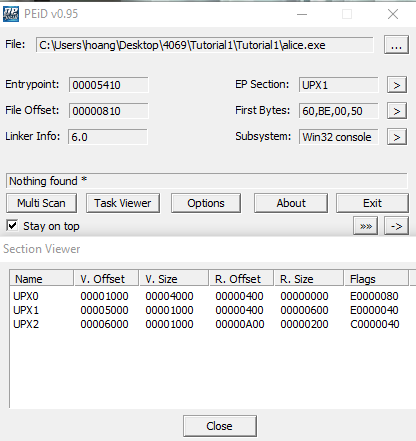 PEiD v0.95
File: C:\Users\hoang\Desktop\4069\Tutorial1\Tutorial1\alice.exe ...
Entrypoint: 00005410 EP Section: UPX1 >
File Offset: 00000810 First Bytes: 60,BE,00,50 >
Linker Info: 6.0 Subsystem: Win32 console >
Nothing found *
Multi Scan Task Viewer Options About Exit
Stay on top »» ->
Section Viewer
Name V. Offset V. Size R. Offset R. Size Flags
UPX0 00001000 00004000 00000400 00000000 E0000080
UPX1 00005000 00001000 00000400 00000600 E0000040
UPX2 00006000 00001000 00000A00 00000200 C0000040
Close